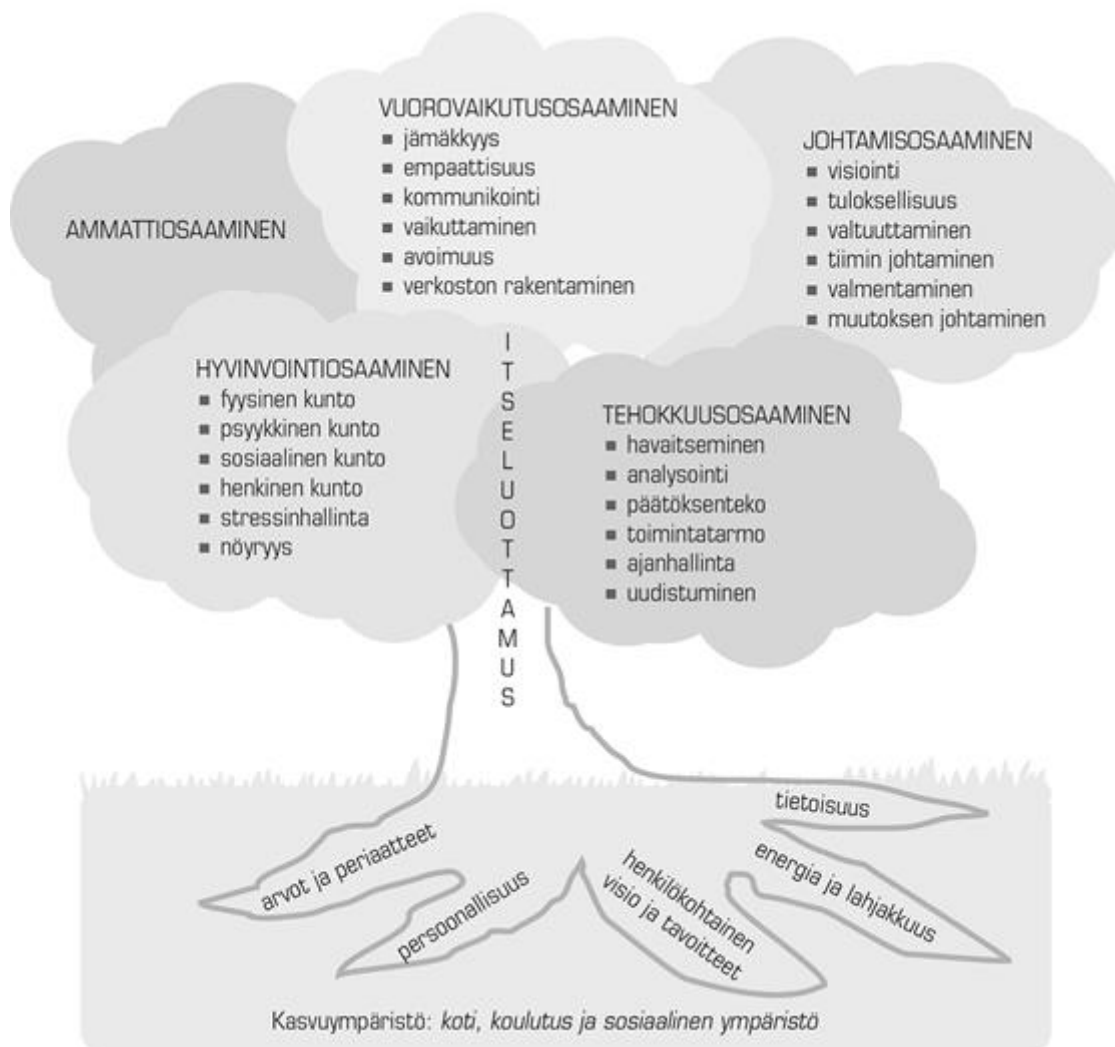 AMMATTIOSAAMINEN
VUOROVAIKUTUSOSAAMINEN
▪ jämäkkyys
▪ empaattisuus
▪ kommunikointi
▪ vaikuttaminen
▪ avoimuus
▪ verkoston rakentaminen
JOHTAMISOSAAMINEN
▪ visiointi
▪ tuloksellisuus
▪ valtuuttaminen
▪ tiimin johtaminen
▪ valmentaminen
▪ muutoksen johtaminen
HYVINVOINTIOSAAMINEN
▪ fyysinen kunto
▪ psyykkinen kunto
▪ sosiaalinen kunto
▪ henkinen kunto
▪ stressinhallinta
▪ nöyryys
ITSELUOTTAMUS
TEHOKKUUSOSAAMINEN
▪ havaitseminen
▪ analysointi
▪ päätöksenteko
▪ toimintatarmo
▪ ajanhallinta
▪ uudistuminen
arvot ja periaatteet
persoonallisuus
henkilökohtainen
visio ja tavoitteet
energia ja lahjakkuus
tietoisuus
Kasvuympäristö: koti, koulutus ja sosiaalinen ympäristö